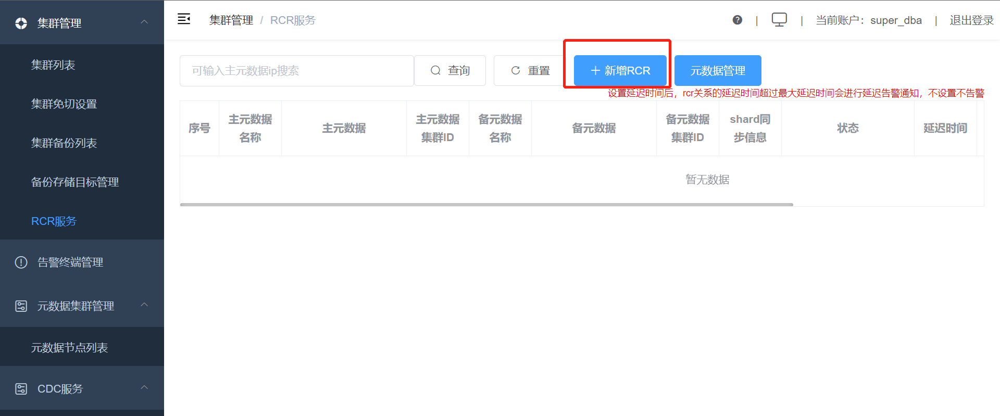 集群管理
集群列表
集群免切设置
集群备份列表
备份存储目标管理
RCR服务
告警终端管理
元数据集群管理
元数据节点列表
CDC服务
集群管理 / RCR服务
? | | 当前账户：super_dba | 退出登录
可输入主元数据ip搜索 查询 重置 + 新增RCR 元数据管理
设置延迟时间后，rcr关系的延迟时间超过最大延迟时间会进行延迟告警通知，不设置不告警
序号 主元数据名称 主元数据 主元数据集群ID 备元数据名称 备元数据 备元数据集群ID shard同步信息 状态 延迟时间
暂无数据